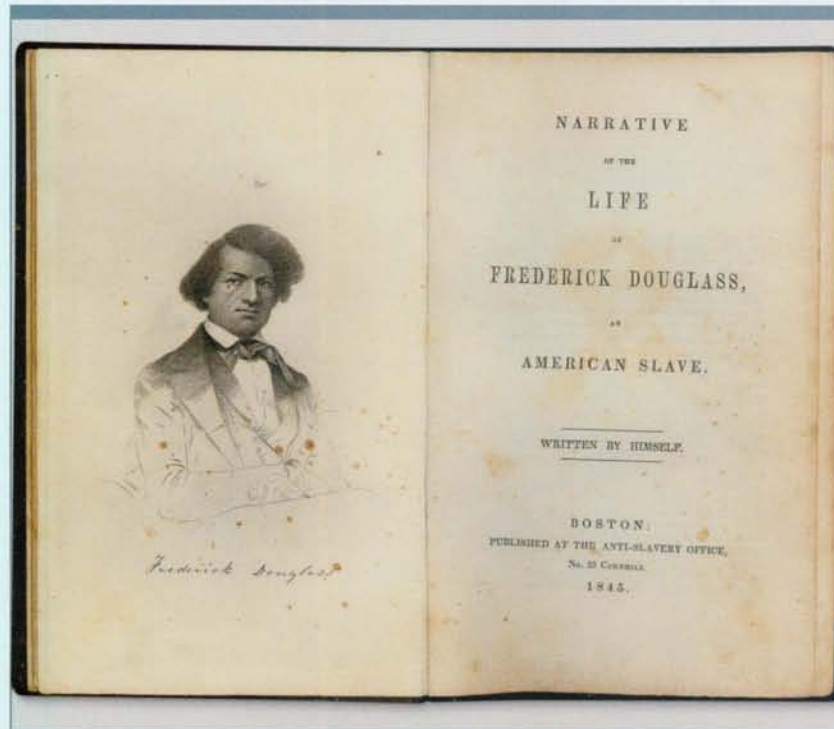 Frederick Douglass
NARRATIVE
OF THE
LIFE
OF
FREDERICK DOUGLASS,
AN
AMERICAN SLAVE.
WRITTEN BY HIMSELF.
BOSTON:
PUBLISHED AT THE ANTI-SLAVERY OFFICE,
No. 25 CORNHILL
1845.